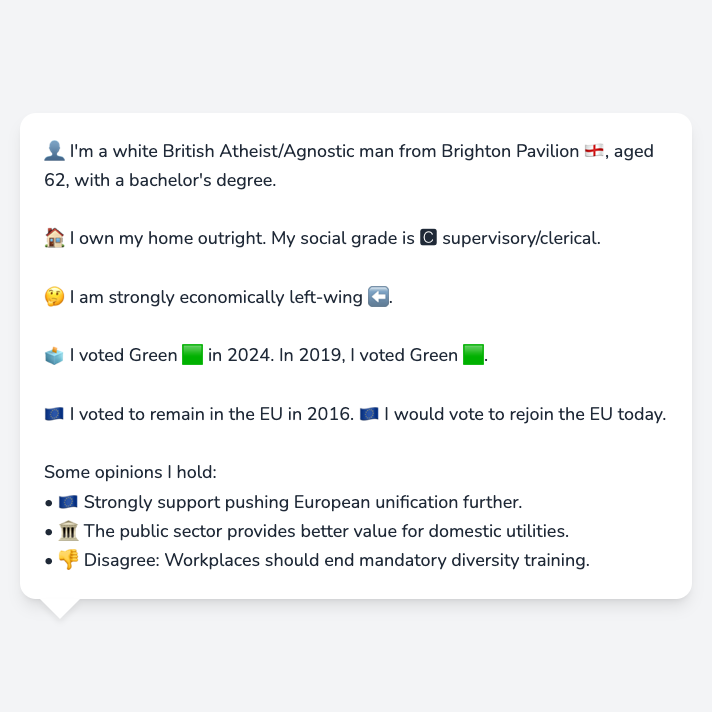 👤 I'm a white British Atheist/Agnostic man from Brighton Pavilion 🏴󠁧󠁢󠁥󠁮󠁧󠁿, aged
62, with a bachelor's degree.
🏠 I own my home outright. My social grade is 🅲 supervisory/clerical.
🤔 I am strongly economically left-wing ⬅️.
🗳️ I voted Green 🟩 in 2024. In 2019, I voted Green 🟩.
🇪🇺 I voted to remain in the EU in 2016. 🇪🇺 I would vote to rejoin the EU today.
Some opinions I hold:
• 🇪🇺 Strongly support pushing European unification further.
• 🏛️ The public sector provides better value for domestic utilities.
• 👎 Disagree: Workplaces should end mandatory diversity training.